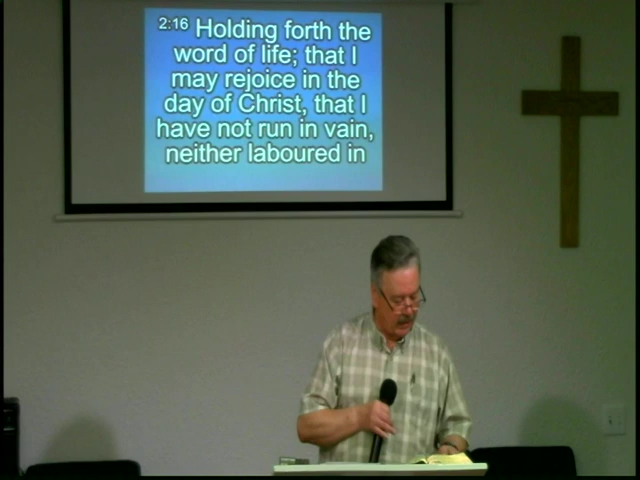 2:16 Holding forth the
word of life; that I
may rejoice in the
day of Christ, that I
have not run in vain,
neither laboured in